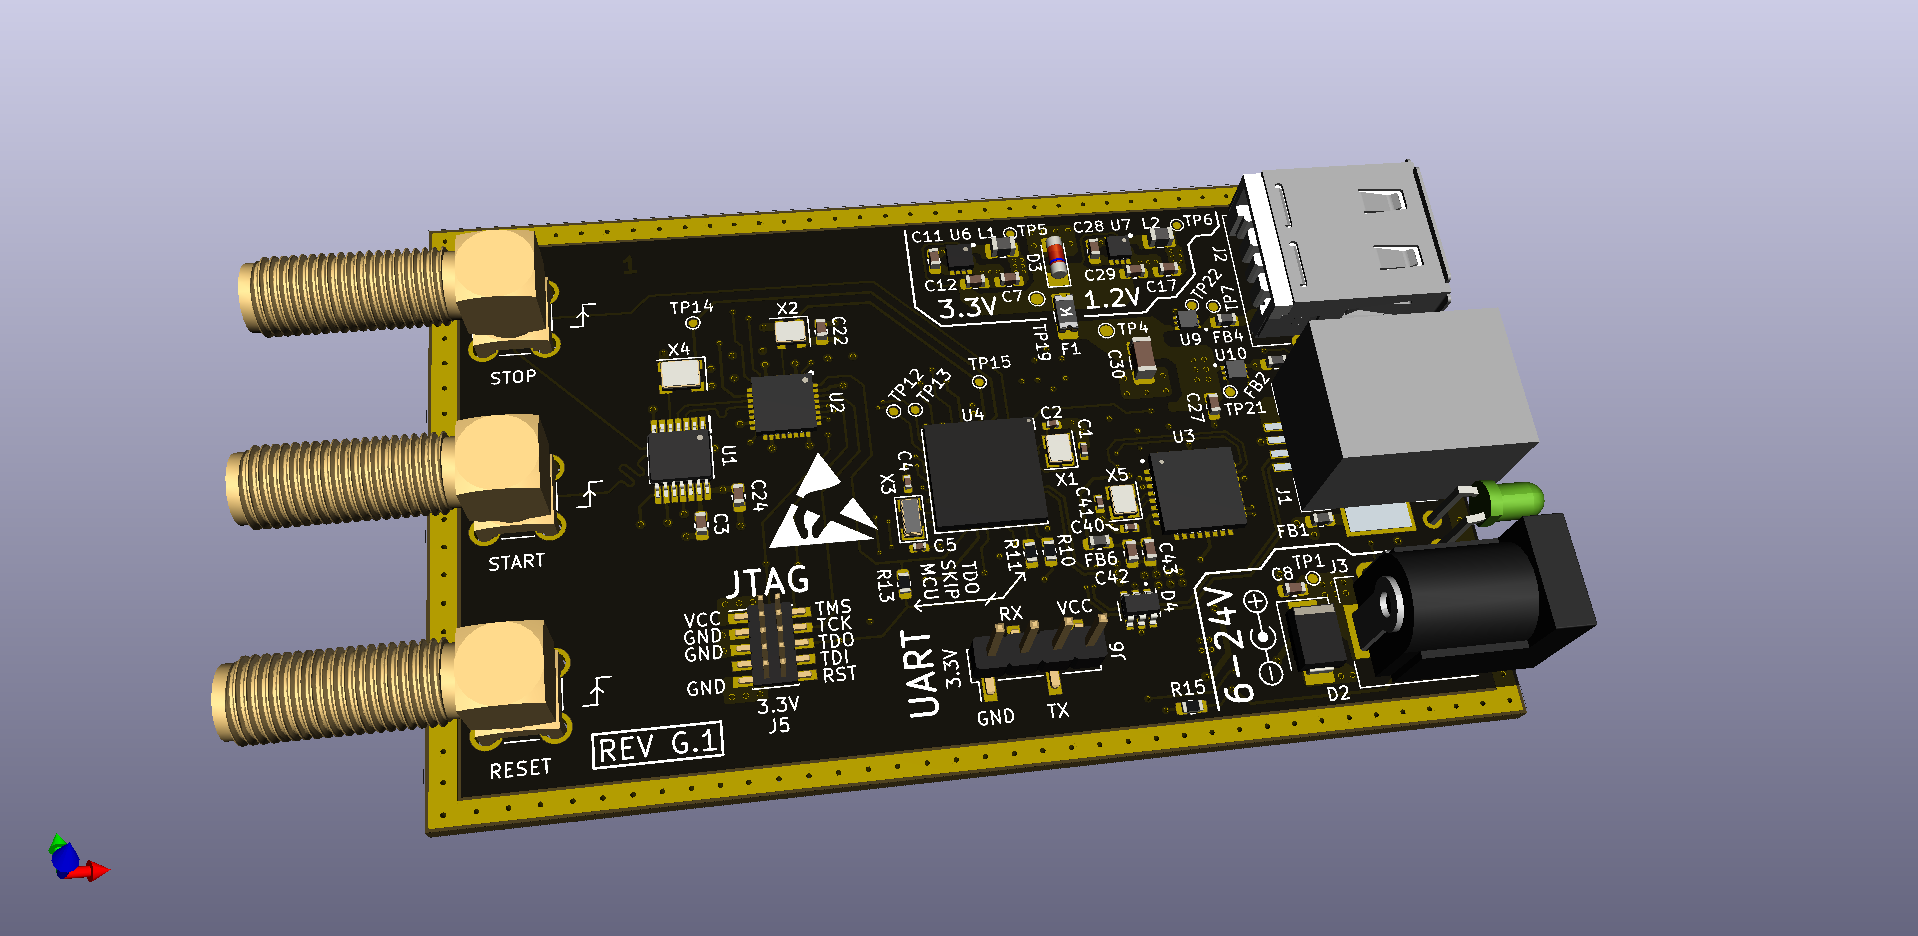 1
STOP
START
RESET
REV G.1
TP14
X2
C22
X4
U2
U1
C24
C3
C11 U6 L1 TP5
C12
C7
3.3V
D3
C28 U7 L2 TP6
C29
C17
1.2V
J2
TP22
TP7
TP19
F1
TP4
U9
FB4
U10
FB2
TP21
C27
C30
TP15
TP12
TP13
U4
C2
C1
X1
C4
X3
C5
U3
X5
C41
C40
FB6
C42
C43
R11
R10
R13
MCU
SKIP
TDO
D4
J1
FB1
JTAG
VCC
GND
GND
GND
TMS
TCK
TDO
TDI
RST
3.3V
J5
UART
3.3V
RX
VCC
GND
TX
J6
R15
6-24V
C8
TP1
J3
D2